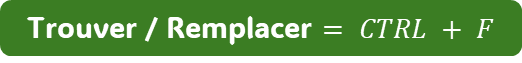 Trouver / Remplacer = CTRL + F